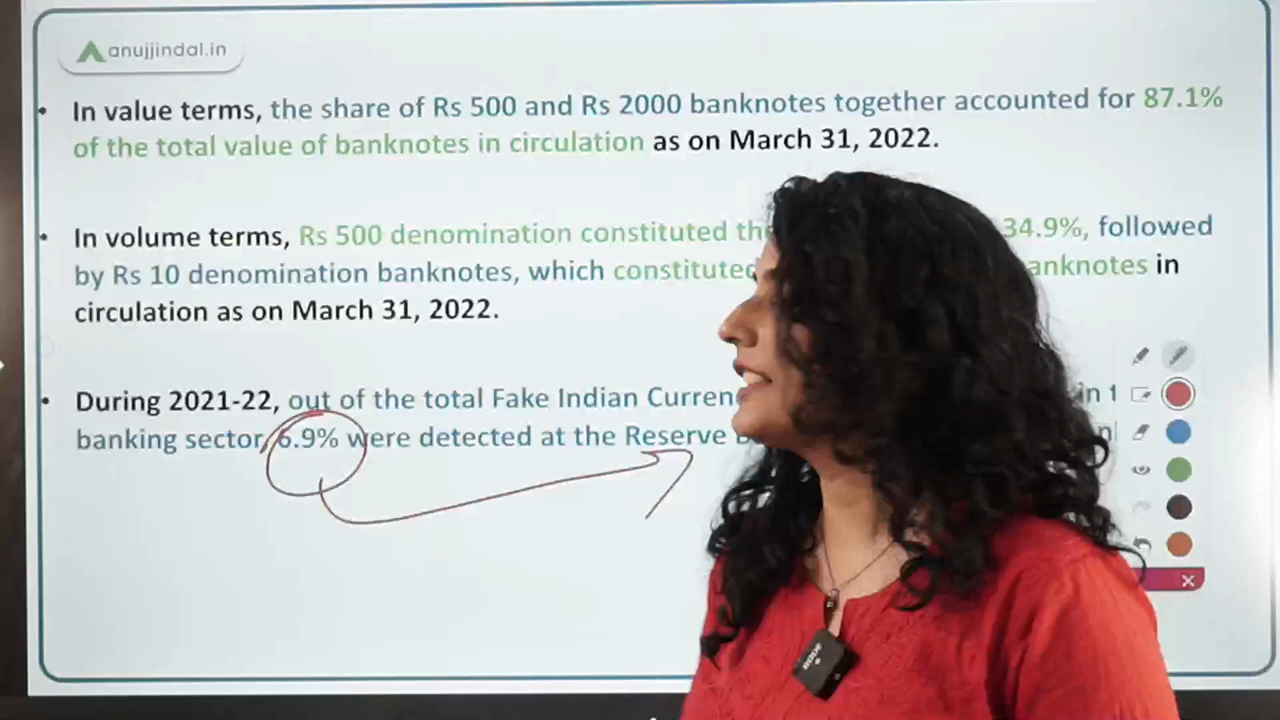 anujjindal.in
In value terms, the share of Rs 500 and Rs 2000 banknotes together accounted for 87.1%
of the total value of banknotes in circulation as on March 31, 2022.
In volume terms, Rs 500 denomination constituted 34.9%, followed
by Rs 10 denomination banknotes, which constituted in
circulation as on March 31, 2022.
During 2021-22, out of the total Fake Indian in
banking sector, 6.9% were detected at the Reserve